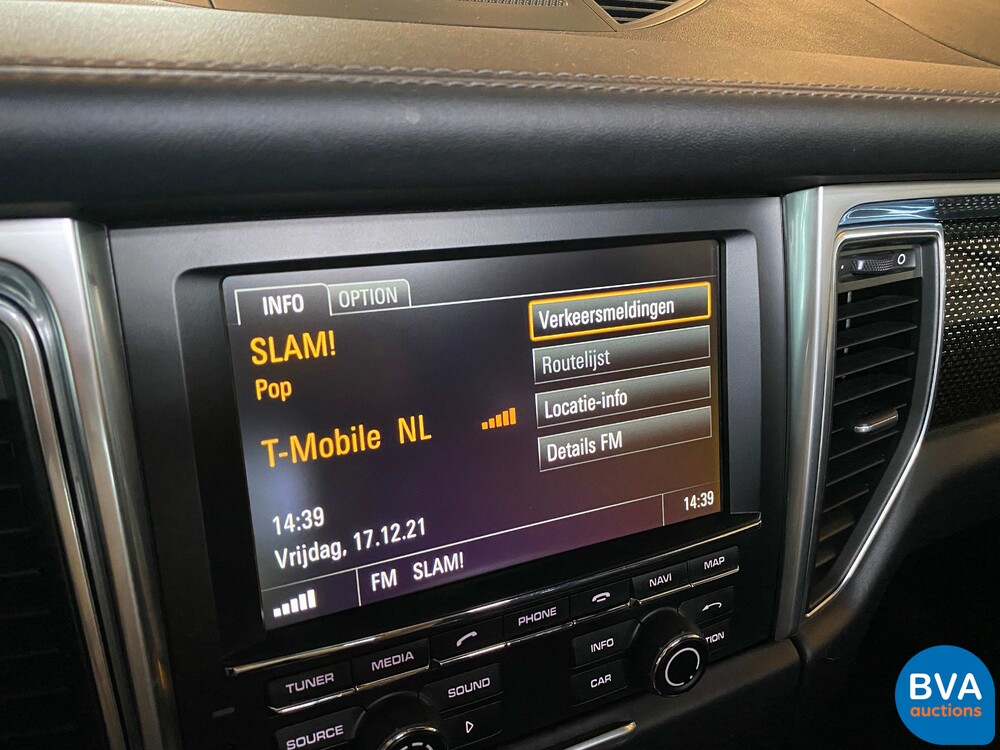 INFO
OPTION
SLAM!
Pop
T-Mobile NL
14:39
Vrijdag, 17.12.21
Verkeersmeldingen
Routelijst
Locatie-info
Details FM
14:39
FM SLAM!
TUNER
MEDIA
PHONE
NAVI
MAP
SOURCE
SOUND
INFO
CAR
TION
O
BVA
auctions